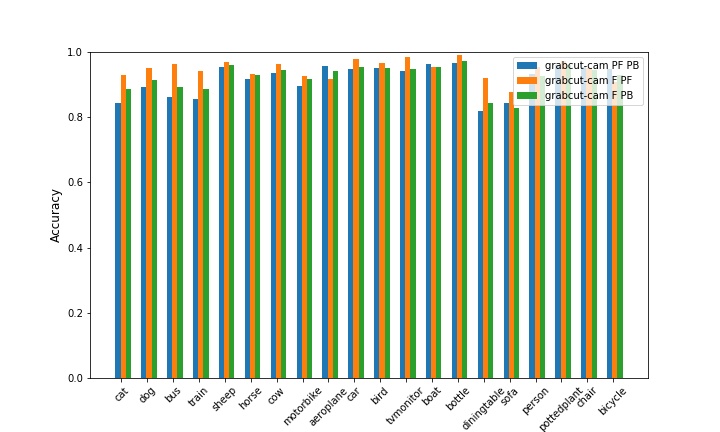 1.0
0.8
0.6
0.4
0.2
0.0
Accuracy
grabcut-cam PF PB
grabcut-cam F PF
grabcut-cam F PB
cat
dog
bus
train
sheep
horse
cow
motorbike
aeroplane
car
bird
tvmonitor
boat
bottle
diningtable
sofa
person
pottedplant
chair
bicycle